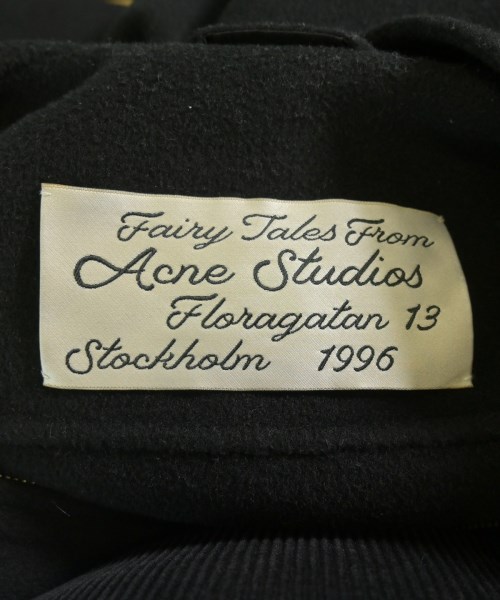 Fairy Tales From
Acne Studios
Floragatan 13
Stockholm 1996